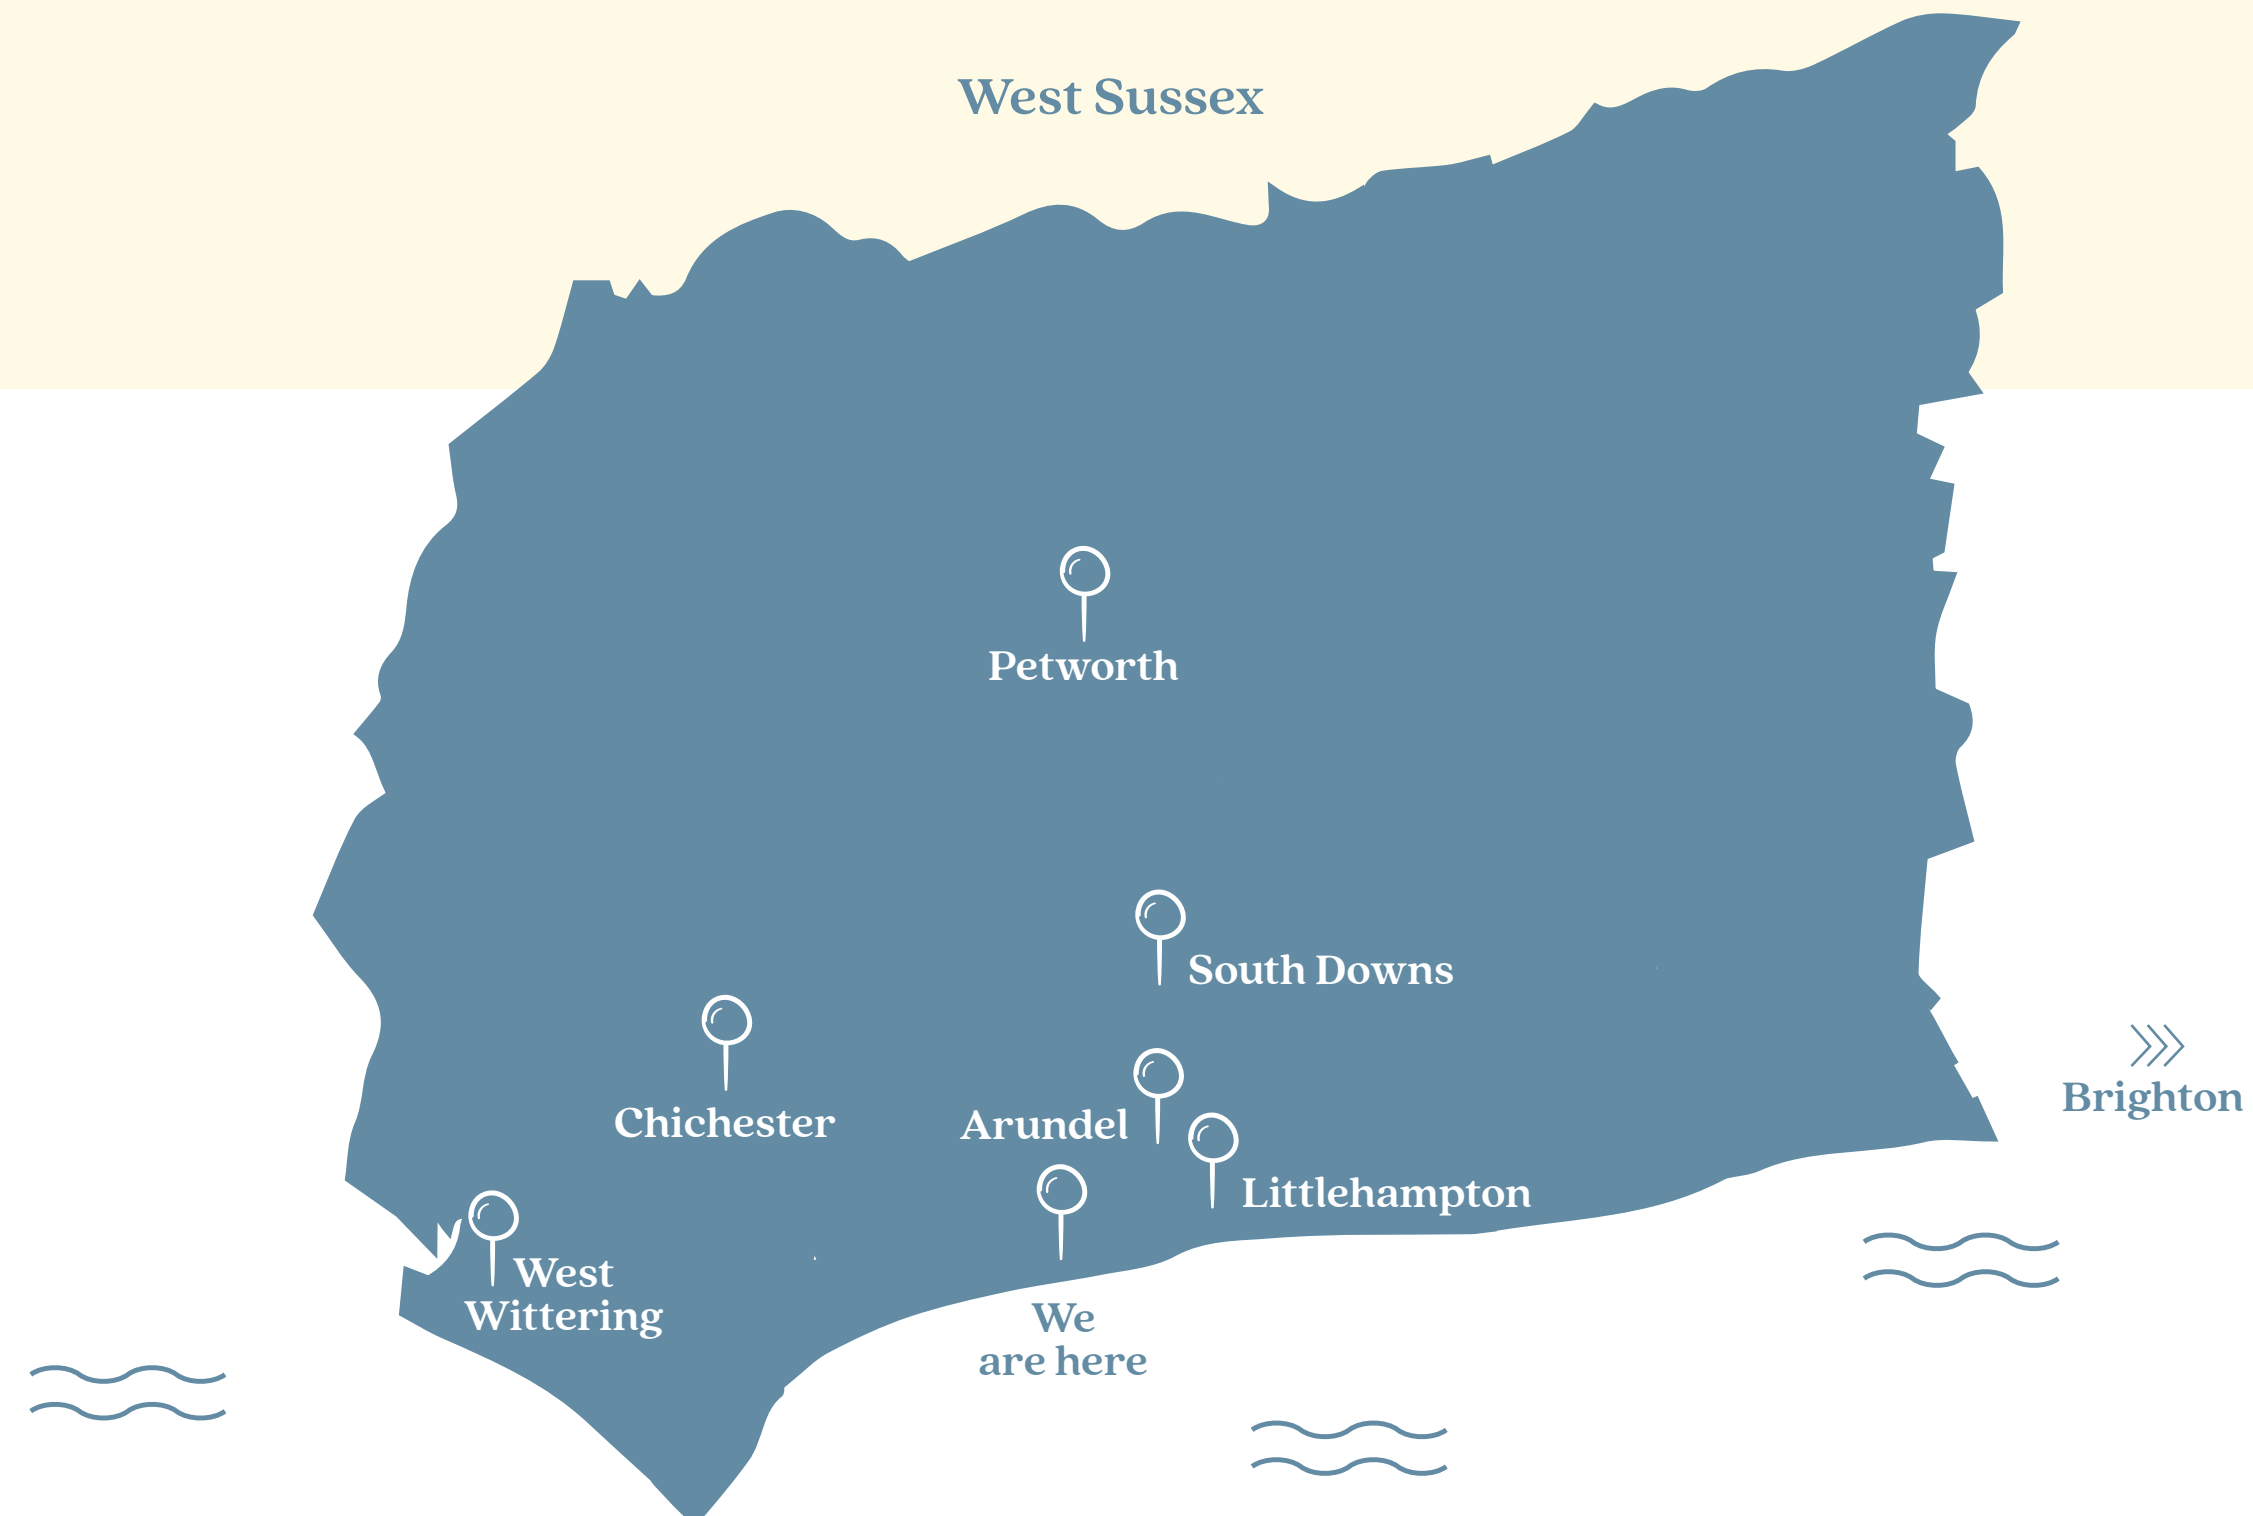 West Sussex
Petworth
South Downs
Chichester
Arundel
Brighton
Littlehampton
West
Wittering
We
are here